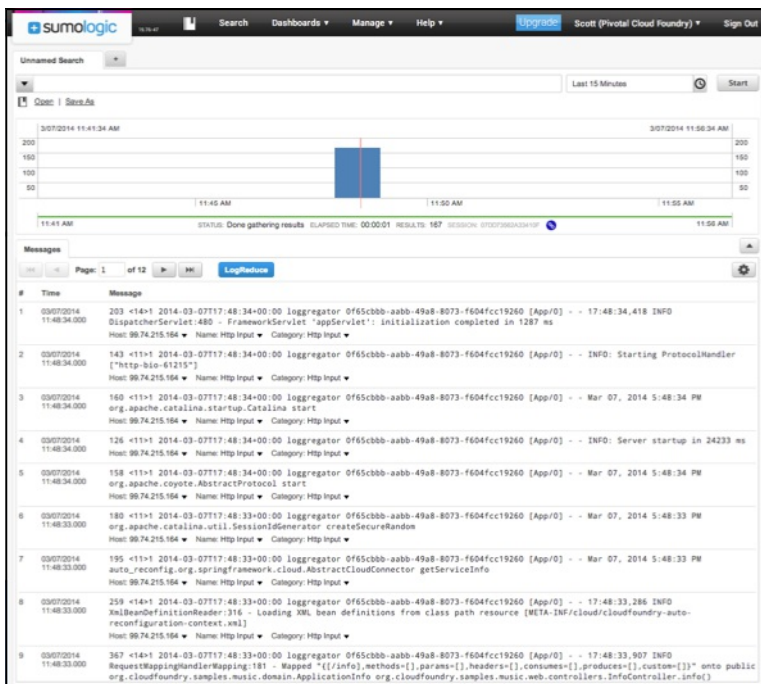 sumologic
Search Dashboards Manage Help Upgrade Scott (Pivotal Cloud Foundry) Sign Out
Unnamed Search +
Last 15 Minutes Start
Open | Save As
3/07/2014 11:41:34 AM 3/07/2014 11:56:34 AM
200 200
150 150
100 100
50 50
11:45 AM 11:50 AM 11:55 AM
11:41 AM STATUS: Done gathering results ELAPSED TIME: 00:00:01 RESULTS: 167 SESSION: 11:56 AM
Messages
Page: 1 of 12 LogReduce
# Time Message
1 03/07/2014 203 <14>1 2014-03-07T17:48:34+00:00 loggregator 0f65cbbb-aabb-49a8-8073-f604fcc19260 [App/0] - - 17:48:34,418 INFO
11:48:34.000 DispatcherServlet:480 - FrameworkServlet 'appServlet': initialization completed in 1287 ms
Host: 99.74.215.164 Name: Http Input Category: Http Input
2 03/07/2014 143 <11>1 2014-03-07T17:48:34+00:00 loggregator 0f65cbbb-aabb-49a8-8073-f604fcc19260 [App/0] - - INFO: Starting ProtocolHandler
11:48:34.000 ["http-bio-61215"]
Host: 99.74.215.164 Name: Http Input Category: Http Input
3 03/07/2014 160 <11>1 2014-03-07T17:48:34+00:00 loggregator 0f65cbbb-aabb-49a8-8073-f604fcc19260 [App/0] - - Mar 07, 2014 5:48:34 PM
11:48:34.000 org.apache.catalina.startup.Catalina start
Host: 99.74.215.164 Name: Http Input Category: Http Input
4 03/07/2014 126 <11>1 2014-03-07T17:48:34+00:00 loggregator 0f65cbbb-aabb-49a8-8073-f604fcc19260 [App/0] - - INFO: Server startup in 24233 ms
11:48:34.000 Host: 99.74.215.164 Name: Http Input Category: Http Input
5 03/07/2014 158 <11>1 2014-03-07T17:48:34+00:00 loggregator 0f65cbbb-aabb-49a8-8073-f604fcc19260 [App/0] - - Mar 07, 2014 5:48:34 PM
11:48:34.000 org.apache.coyote.AbstractProtocol start
Host: 99.74.215.164 Name: Http Input Category: Http Input
6 03/07/2014 180 <11>1 2014-03-07T17:48:33+00:00 loggregator 0f65cbbb-aabb-49a8-8073-f604fcc19260 [App/0] - - Mar 07, 2014 5:48:33 PM
11:48:33.000 org.apache.catalina.util.SessionIdGenerator createSecureRandom
Host: 99.74.215.164 Name: Http Input Category: Http Input
7 03/07/2014 195 <11>1 2014-03-07T17:48:33+00:00 loggregator 0f65cbbb-aabb-49a8-8073-f604fcc19260 [App/0] - - Mar 07, 2014 5:48:33 PM
11:48:33.000 auto_reconfig.org.springframework.cloud.AbstractCloudConnector getServiceInfo
Host: 99.74.215.164 Name: Http Input Category: Http Input
8 03/07/2014 259 <14>1 2014-03-07T17:48:33+00:00 loggregator 0f65cbbb-aabb-49a8-8073-f604fcc19260 [App/0] - - 17:48:33,286 INFO
11:48:33.000 XmlBeanDefinitionReader:316 - Loading XML bean definitions from class path resource [META-INF/cloud/cloudfoundry-auto-
reconfiguration-context.xml]
Host: 99.74.215.164 Name: Http Input Category: Http Input
9 03/07/2014 367 <14>1 2014-03-07T17:48:33+00:00 loggregator 0f65cbbb-aabb-49a8-8073-f604fcc19260 [App/0] - - 17:48:33,907 INFO
11:48:33.000 RequestMappingHandlerMapping:181 - Mapped "{[/info],methods=[],params=[],headers=[],consumes=[],produces=[],custom=[]}" onto public
org.cloudfoundry.samples.music.domain.ApplicationInfo org.cloudfoundry.samples.music.web.controllers.InfoController.info()